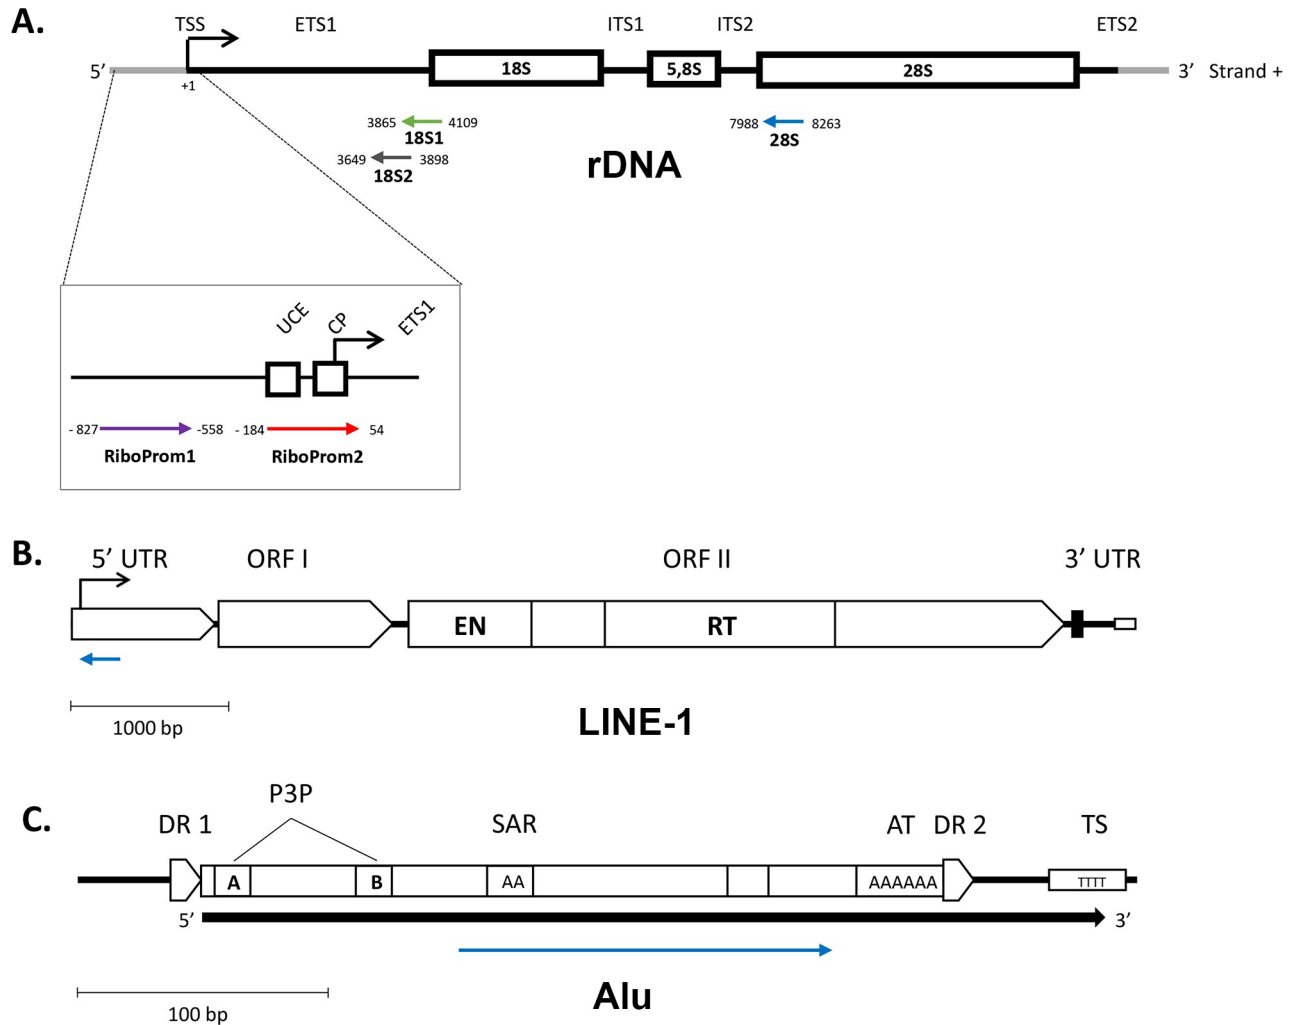 A.
TSS ETS1 ITS1 ITS2 ETS2
5’ 18S 5,8S 28S 3’ Strand +
+1
3865 4109 7988 8263
18S1 28S
3649 3898
18S2
rDNA
UCE CP ETS1
- 827 -558 - 184 54
RiboProm1 RiboProm2
B.
5’ UTR ORF I ORF II 3’ UTR
EN RT
1000 bp
LINE-1
P3P
C.
DR 1 SAR AT DR 2 TS
A B AA AAAAAA TTTT
5’ 3’
100 bp
Alu